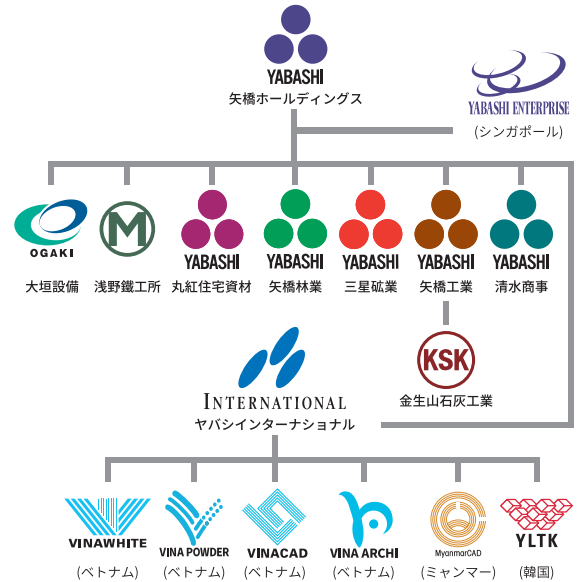 YABASHI
矢橋ホールディングス
YABASHI ENTERPRISE
(シンガポール)
OGAKI
大垣設備
M
浅野鐵工所
YABASHI
丸紅住宅資材
YABASHI
矢橋林業
YABASHI
三星砿業
YABASHI
矢橋工業
YABASHI
清水商事
KSK
金生山石灰工業
INTERNATIONAL
ヤバシインターナショナル
VINAWHITE
(ベトナム)
VINA POWDER
(ベトナム)
VINACAD
(ベトナム)
VINA ARCHI
(ベトナム)
MyanmarCAD
(ミャンマー)
YLTK
(韓国)